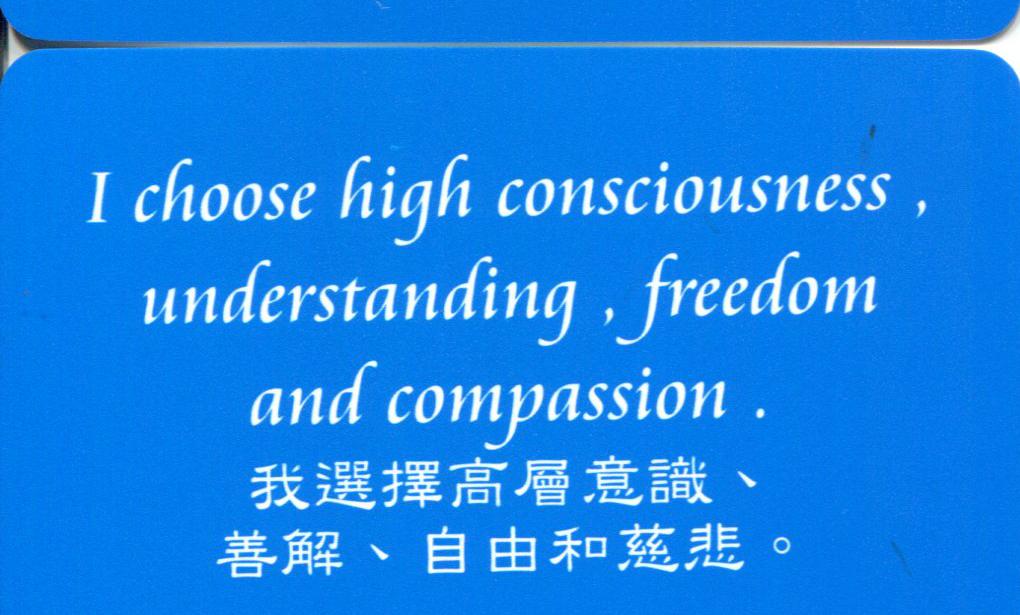 I choose high consciousness ,
understanding , freedom
and compassion .
我選擇高層意識、
善解、自由和慈悲。